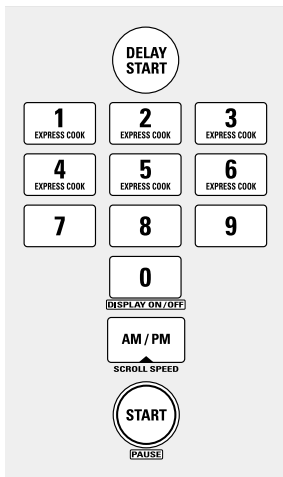 DELAY
START
1 2 3
EXPRESS COOK EXPRESS COOK EXPRESS COOK
4 5 6
EXPRESS COOK EXPRESS COOK EXPRESS COOK
7 8 9
0
DISPLAY ON/OFF
AM / PM
SCROLL SPEED
START
PAUSE